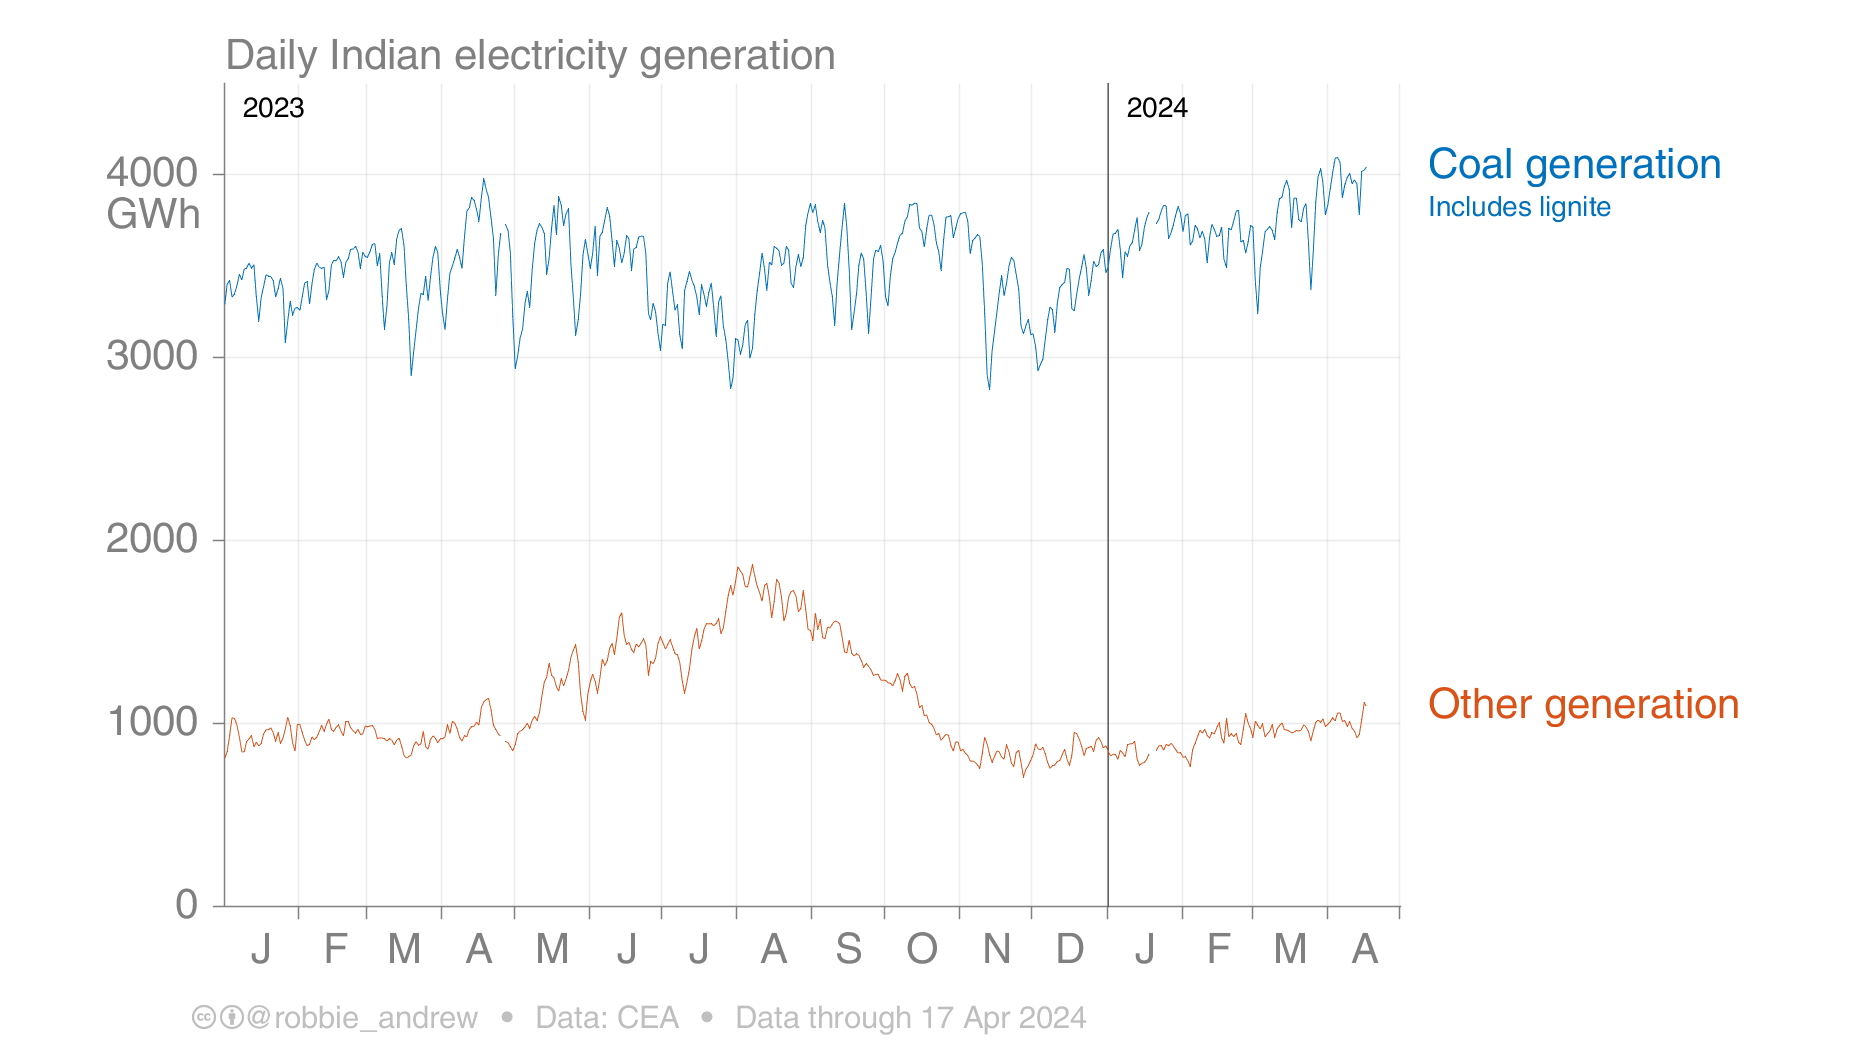 Daily Indian electricity generation
2023
2024
4000
GWh
3000
2000
1000
0
Coal generation
Includes lignite
Other generation
J F M A M J J A S O N D J F M A
cc @robbie_andrew • Data: CEA • Data through 17 Apr 2024